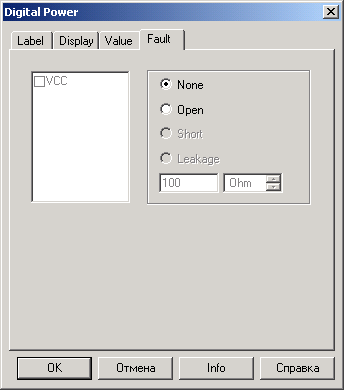 Digital Power
Label Display Value Fault
VCC
None
Open
Short
Leakage
100 Ohm
OK Отмена Info Справка